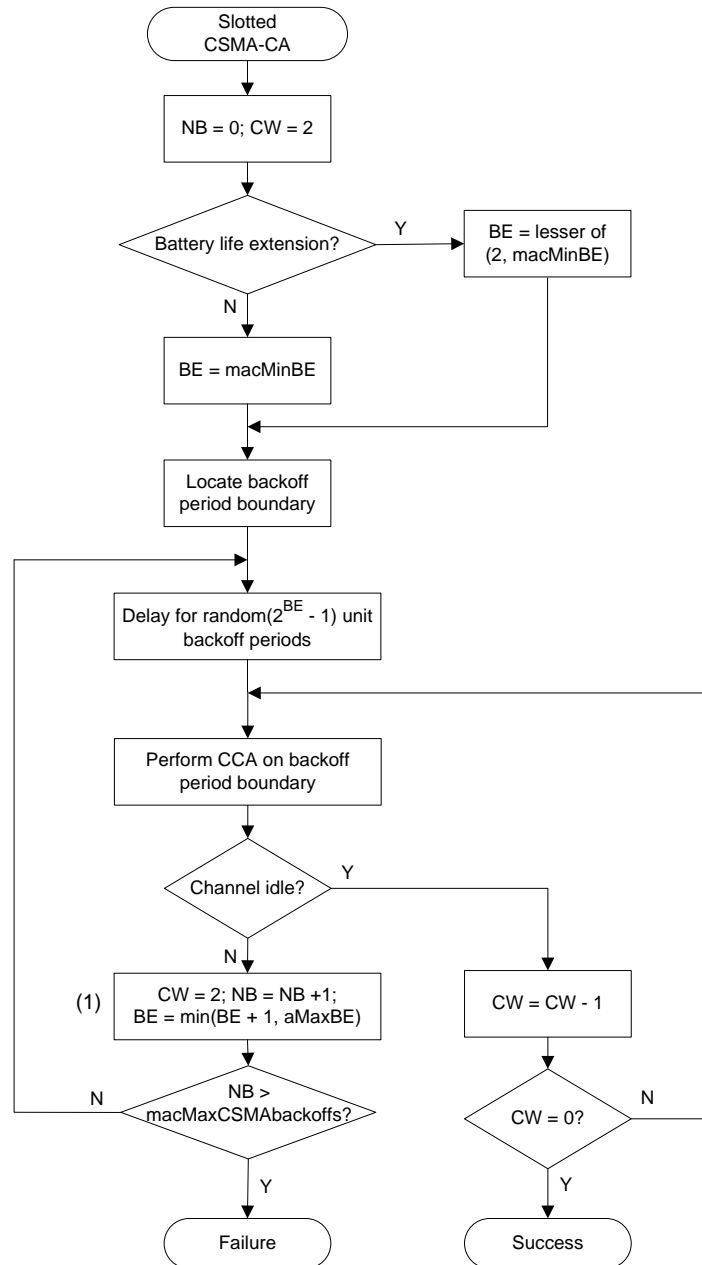 Slotted
CSMA-CA
NB = 0; CW = 2
Battery life extension?
Y
BE = lesser of
(2, macMinBE)
N
BE = macMinBE
Locate backoff
period boundary
Delay for random(2^BE - 1) unit
backoff periods
Perform CCA on backoff
period boundary
Channel idle?
Y
N
(1)
CW = 2; NB = NB +1;
BE = min(BE + 1, aMaxBE)
CW = CW - 1
N
NB >
macMaxCSMAbackoffs?
CW = 0?
N
Y
Y
Failure
Success